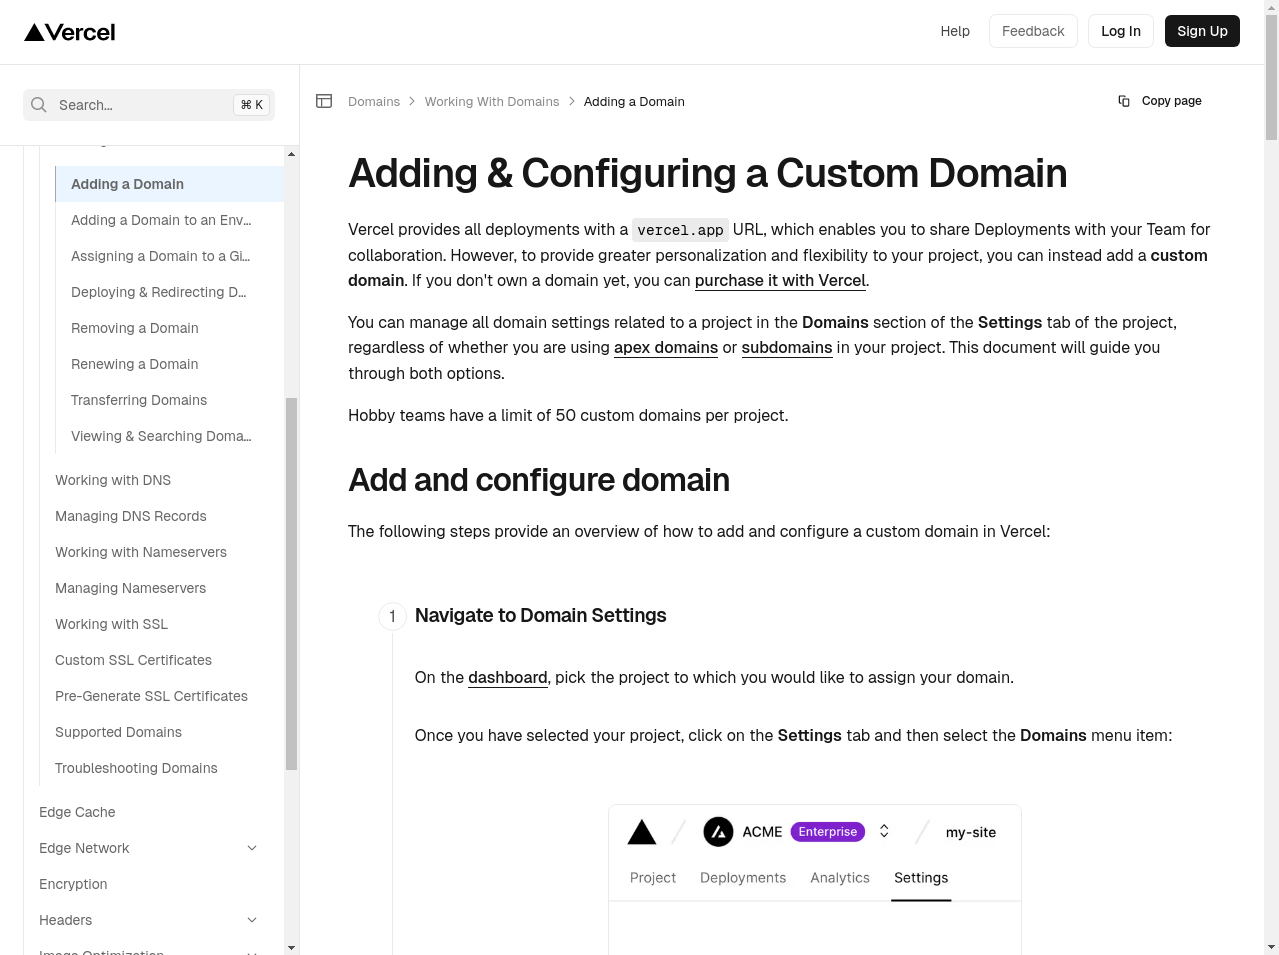 Vercel
Help
Feedback
Log In
Sign Up
Search...
⌘ K
Domains
Working With Domains
Adding a Domain
Copy page
Adding a Domain
Adding a Domain to an Env...
Assigning a Domain to a Gi...
Deploying & Redirecting D...
Removing a Domain
Renewing a Domain
Transferring Domains
Viewing & Searching Doma...
Working with DNS
Managing DNS Records
Working with Nameservers
Managing Nameservers
Working with SSL
Custom SSL Certificates
Pre-Generate SSL Certificates
Supported Domains
Troubleshooting Domains
Edge Cache
Edge Network
Encryption
Headers
Image Optimization
Adding & Configuring a Custom Domain
Vercel provides all deployments with a vercel.app URL, which enables you to share Deployments with your Team for
collaboration. However, to provide greater personalization and flexibility to your project, you can instead add a custom
domain. If you don't own a domain yet, you can purchase it with Vercel.
You can manage all domain settings related to a project in the Domains section of the Settings tab of the project,
regardless of whether you are using apex domains or subdomains in your project. This document will guide you
through both options.
Hobby teams have a limit of 50 custom domains per project.
Add and configure domain
The following steps provide an overview of how to add and configure a custom domain in Vercel:
1
Navigate to Domain Settings
On the dashboard, pick the project to which you would like to assign your domain.
Once you have selected your project, click on the Settings tab and then select the Domains menu item:
ACME
Enterprise
my-site
Project
Deployments
Analytics
Settings